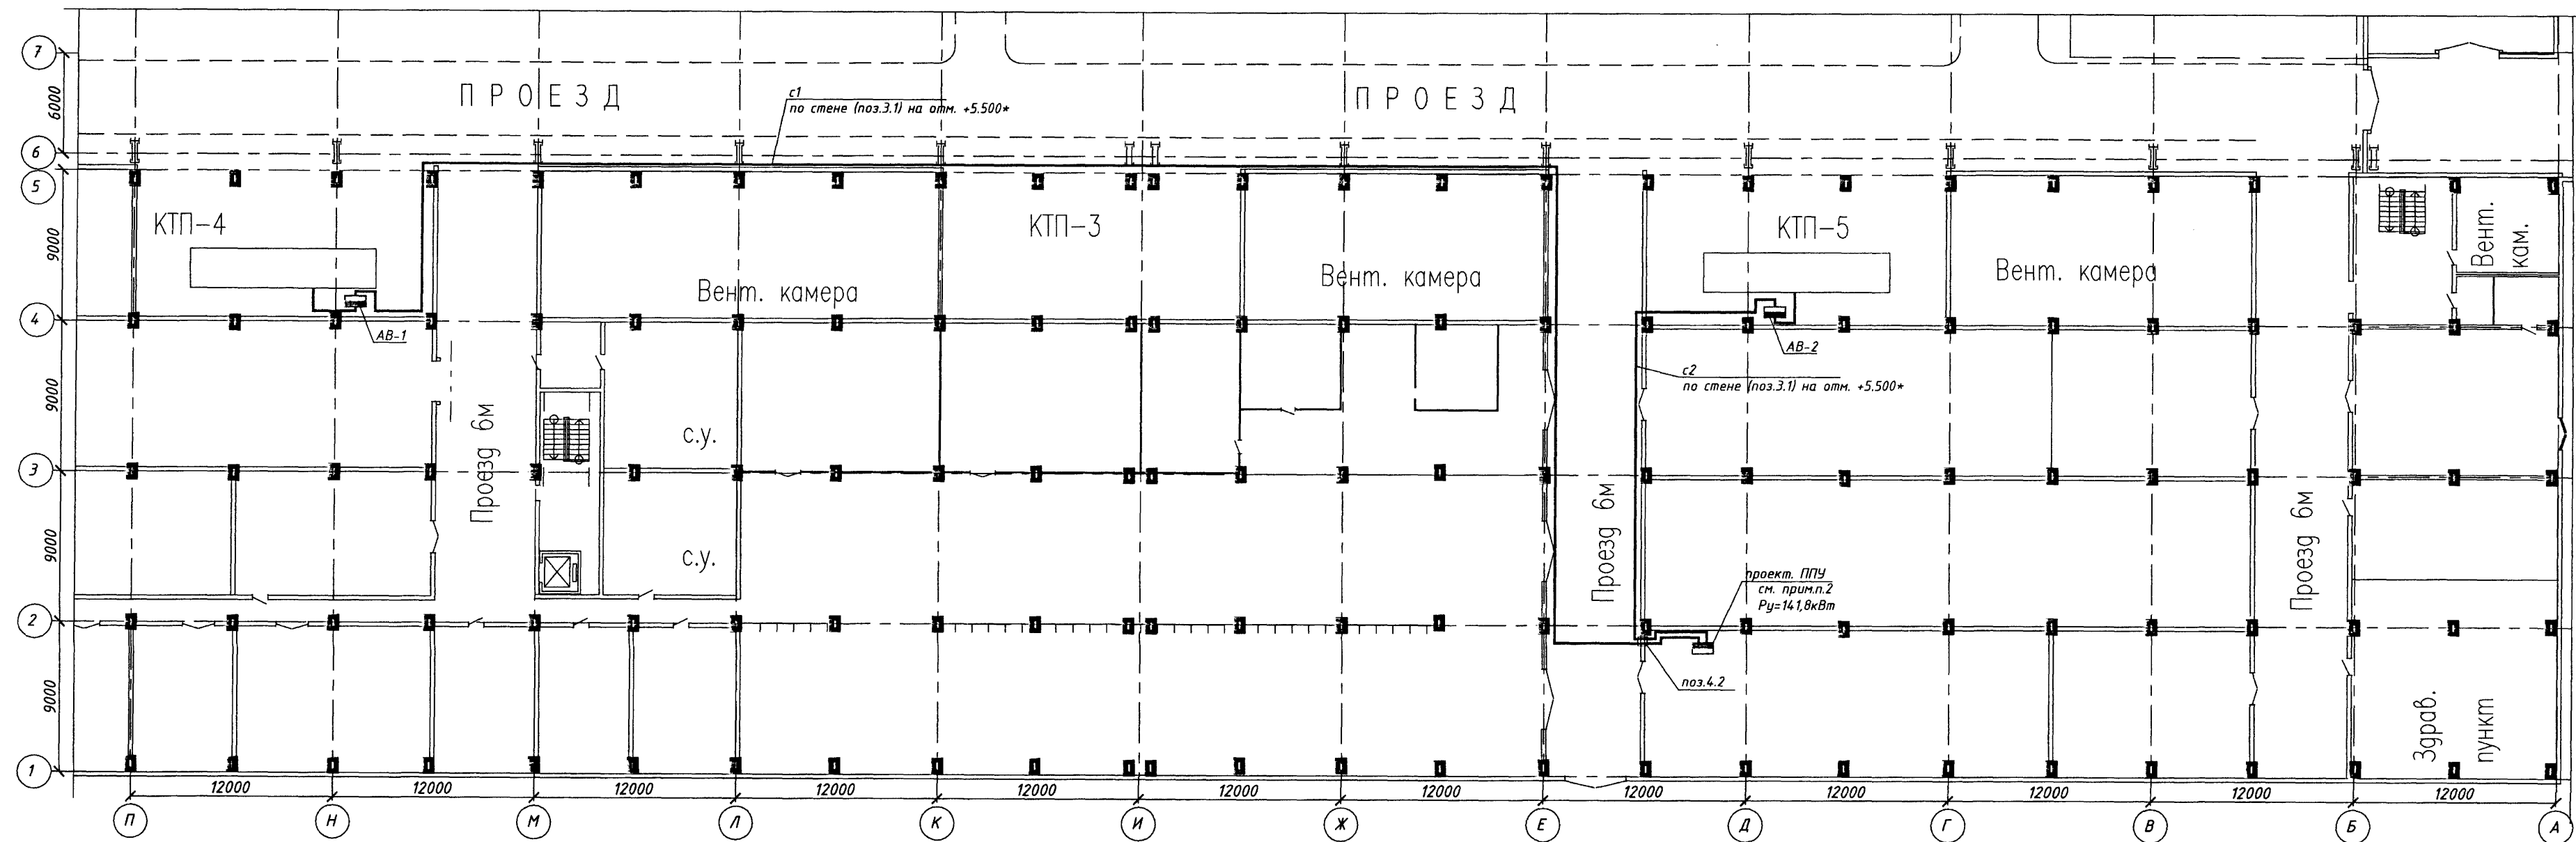 7
6000
ПРОЕЗД
ПРОЕЗД
с1
по стене (поз.3.1) на отм. +5.500*
6
5
КТП-4
КТП-3
КТП-5
Вент.
кам.
9000
Вент. камера
Вент. камера
Вент. камера
4
АВ-1
АВ-2
с2
по стене (поз.3.1) на отм. +5.500*
9000
Проезд 6м
с.у.
3
Проезд 6м
Проезд 6м
9000
с.у.
проект. ППУ
см. прим.п.2
Ру=141,8кВт
2
9000
поз.4.2
Здрав.
пункт
1
12000
12000
12000
12000
12000
12000
12000
12000
12000
12000
12000
12000
П
Н
М
Л
К
И
Ж
Е
Д
Г
В
Б
А